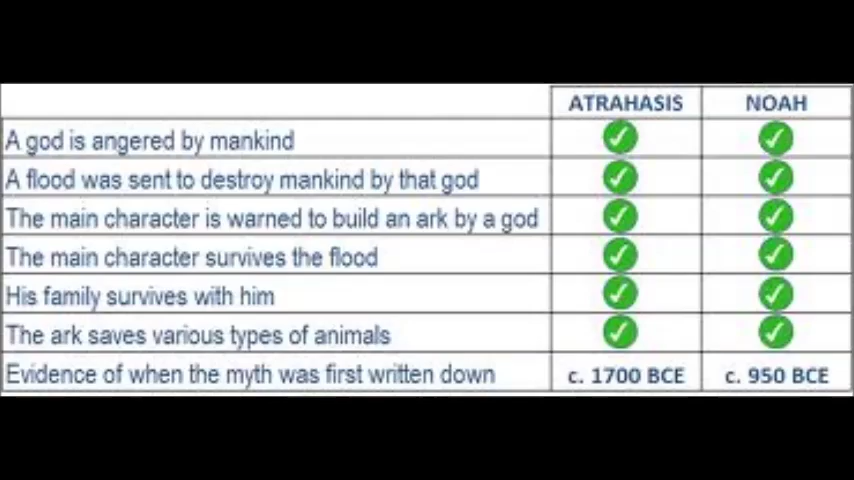 ATRAHASIS NOAH
A god is angered by mankind
A flood was sent to destroy mankind by that god
The main character is warned to build an ark by a god
The main character survives the flood
His family survives with him
The ark saves various types of animals
Evidence of when the myth was first written down c. 1700 BCE c. 950 BCE